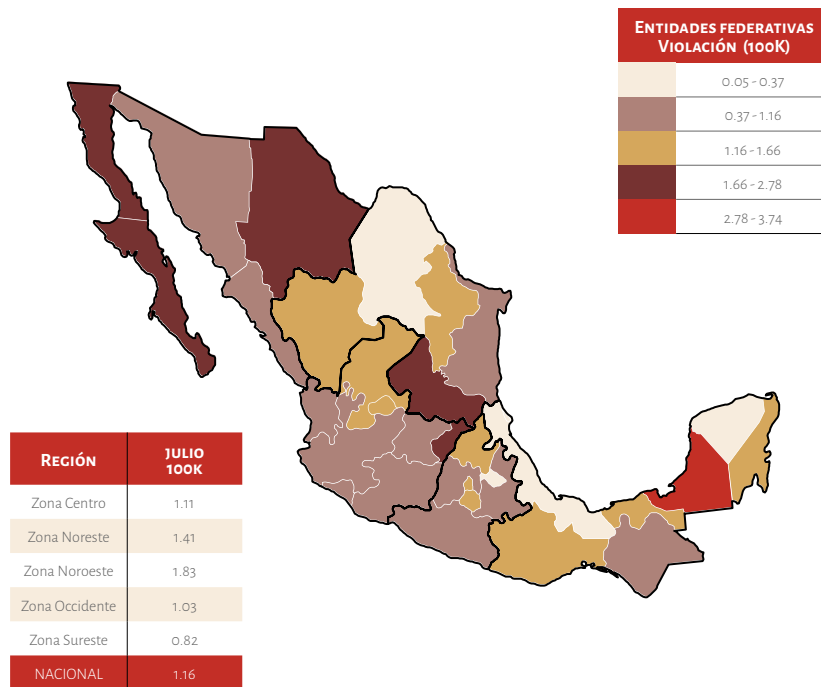 Entidades federativas
Violación (100K)
0.05 - 0.37
0.37 - 1.16
1.16 - 1.66
1.66 - 2.78
2.78 - 3.74
Región JULIO 100K
Zona Centro 1.11
Zona Noreste 1.41
Zona Noroeste 1.83
Zona Occidente 1.03
Zona Sureste 0.82
NACIONAL 1.16